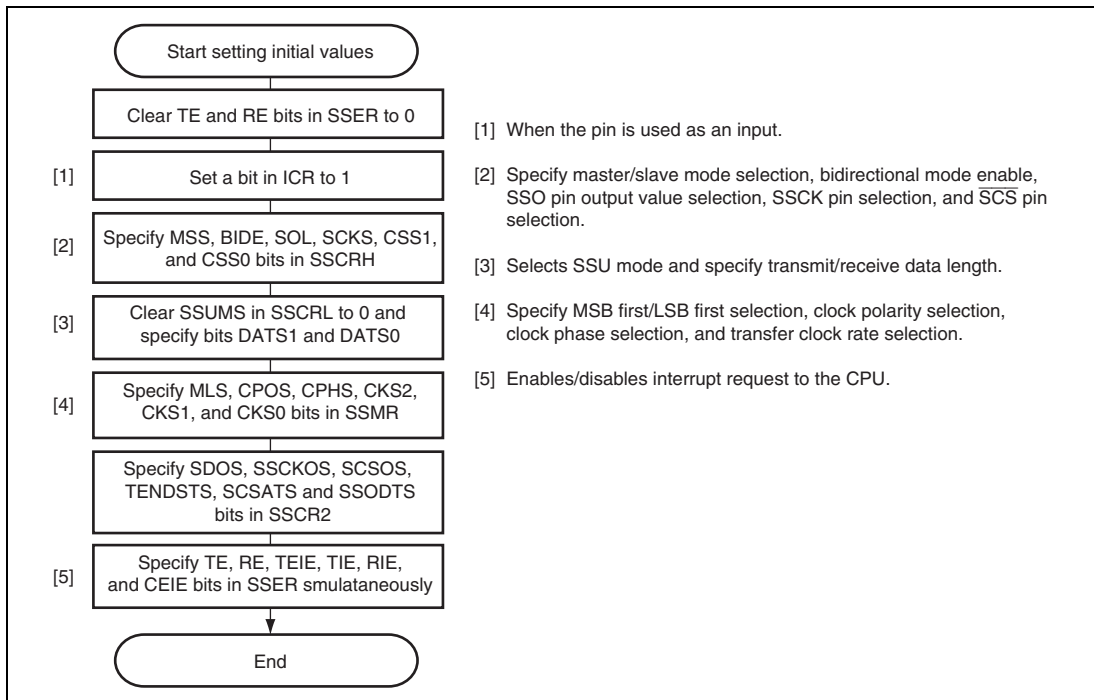 Start setting initial values
Clear TE and RE bits in SSER to 0
[1]
Set a bit in ICR to 1
[2]
Specify MSS, BIDE, SOL, SCKS, CSS1,
and CSS0 bits in SSCRH
[3]
Clear SSUMS in SSCRL to 0 and
specify bits DATS1 and DATS0
[4]
Specify MLS, CPOS, CPHS, CKS2,
CKS1, and CKS0 bits in SSMR
Specify SDOS, SSCKOS, SCSOS,
TENDSTS, SCSATS and SSODTS
bits in SSCR2
[5]
Specify TE, RE, TEIE, TIE, RIE,
and CEIE bits in SSER smulataneously
End
[1] When the pin is used as an input.
[2] Specify master/slave mode selection, bidirectional mode enable,
SSO pin output value selection, SSCK pin selection, and SCS pin
selection.
[3] Selects SSU mode and specify transmit/receive data length.
[4] Specify MSB first/LSB first selection, clock polarity selection,
clock phase selection, and transfer clock rate selection.
[5] Enables/disables interrupt request to the CPU.